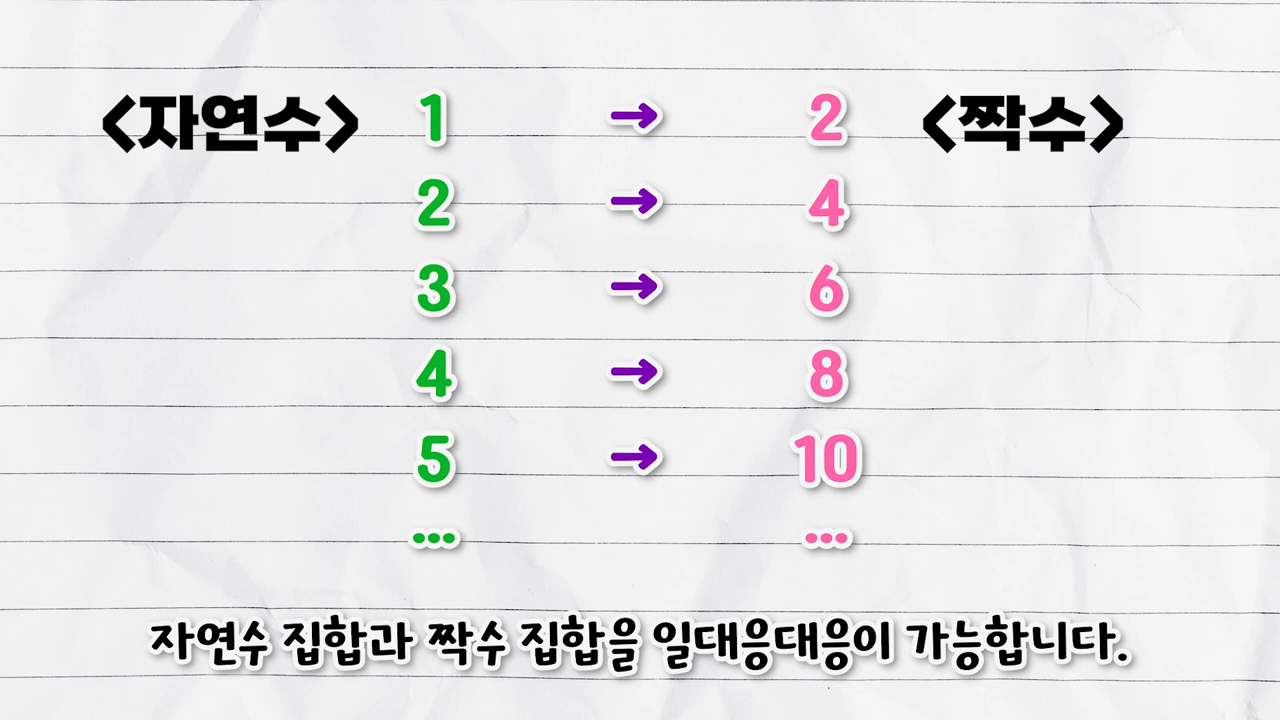 <자연수> 1 → 2 <짝수>
2 → 4
3 → 6
4 → 8
5 → 10
... ...
자연수 집합과 짝수 집합을 일대응대응이 가능합니다.